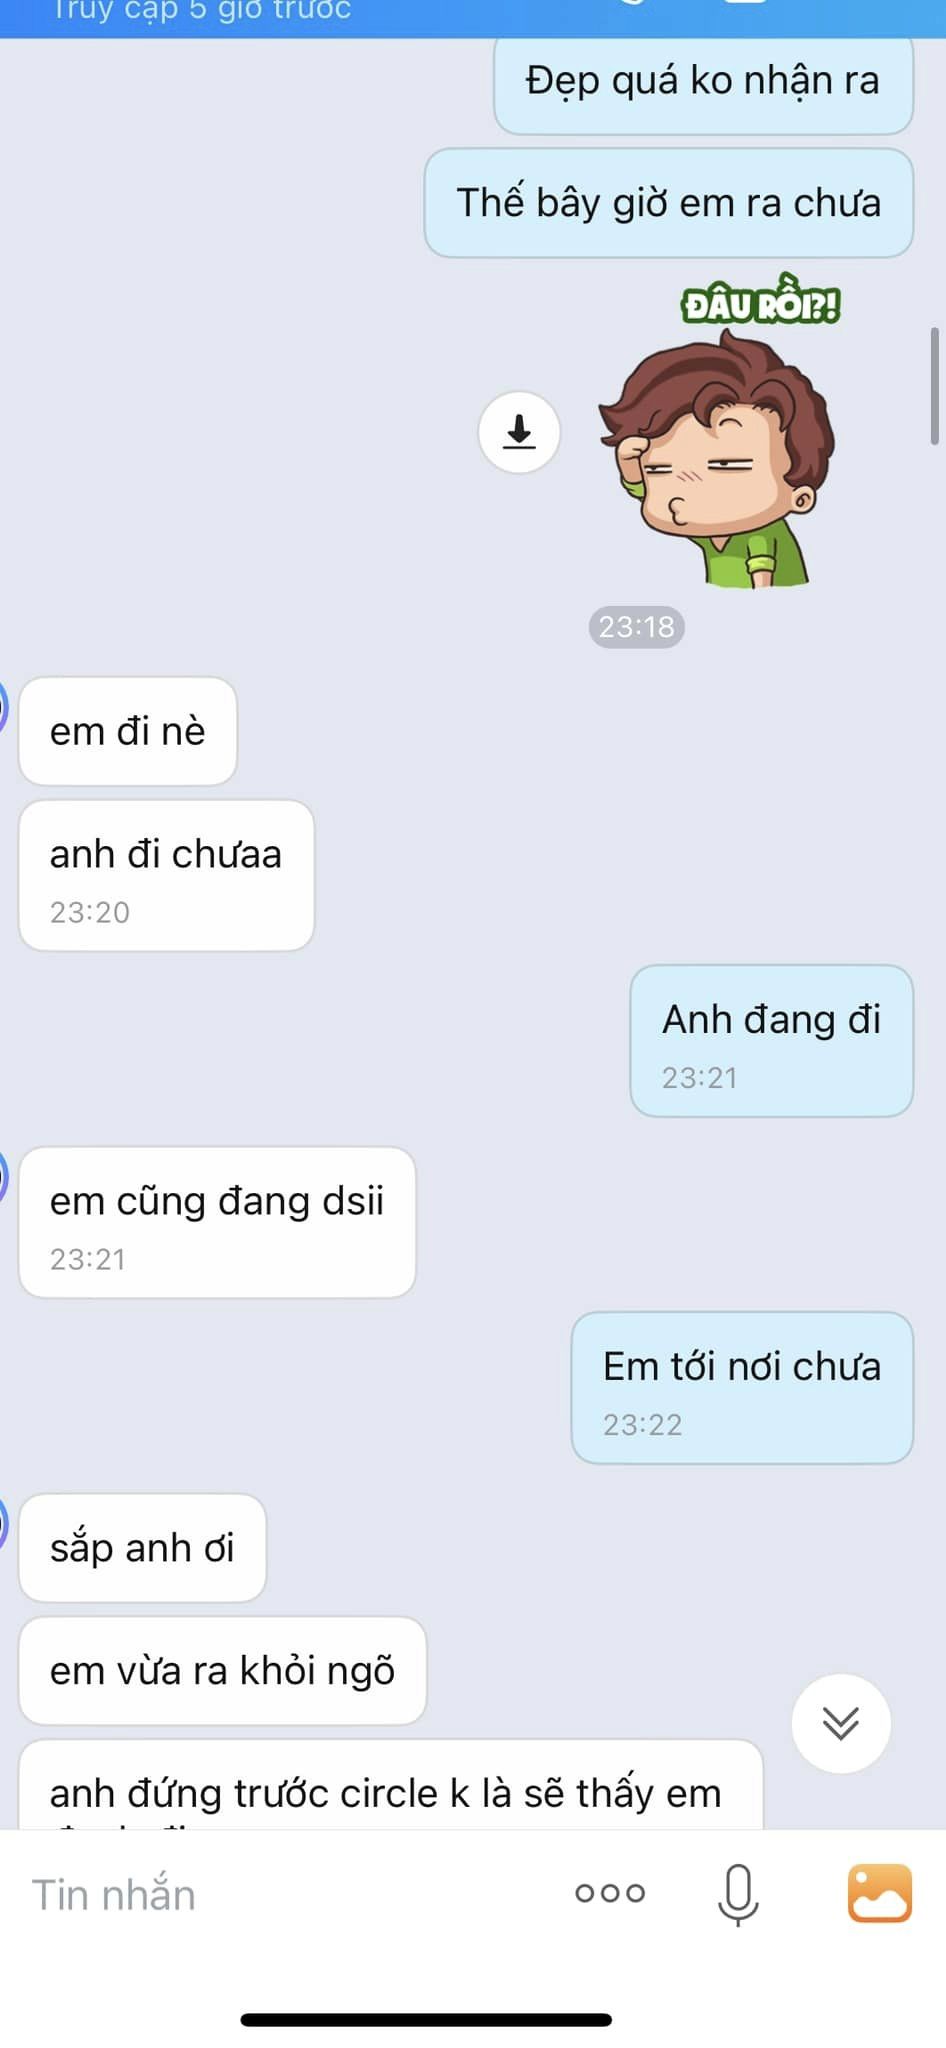 Truy cập 5 giờ trước
Đẹp quá ko nhận ra
Thế bây giờ em ra chưa
ĐÂU RỒI?!
23:18
em đi nè
anh đi chưaa
23:20
Anh đang đi
23:21
em cũng đang dsii
23:21
Em tới nơi chưa
23:22
sắp anh ơi
em vừa ra khỏi ngõ
anh đứng trước circle k là sẽ thấy em
Tin nhắn